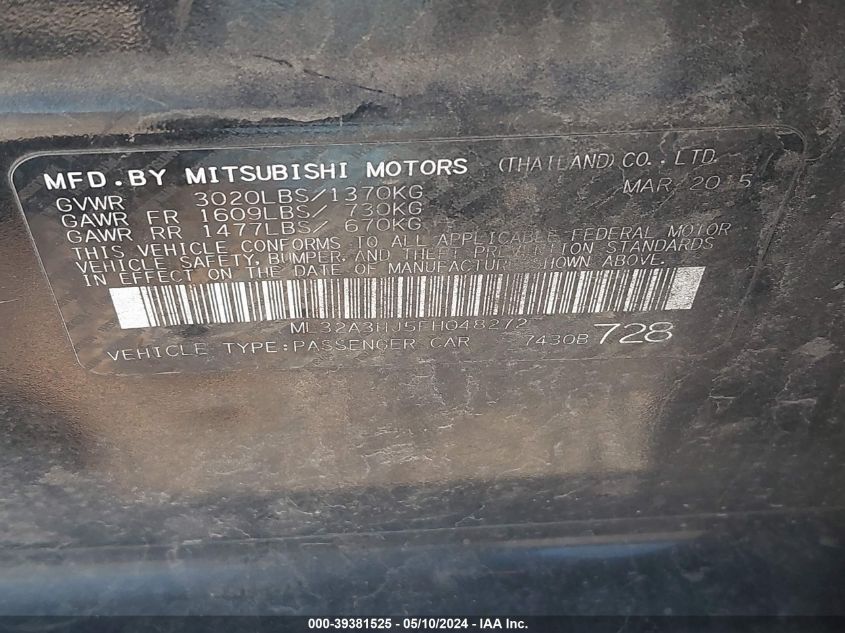 MFD.BY MITSUBISHI MOTORS (THAILAND) CO., LTD.
MAR 2015
GVWR 3020LBS/1370KG
GAWR FR 1609LBS/ 730KG
GAWR RR 1477LBS/ 670KG
THIS VEHICLE CONFORMS TO ALL APPLICABLE FEDERAL MOTOR
VEHICLE SAFETY, BUMPER, AND THEFT PREVENTION STANDARDS
IN EFFECT ON THE DATE OF MANUFACTURE SHOWN ABOVE.
ML32A3HJ5FH048272
VEHICLE TYPE:PASSENGER CAR 7430B 728
000-39381525 - 05/10/2024 - IAA Inc.